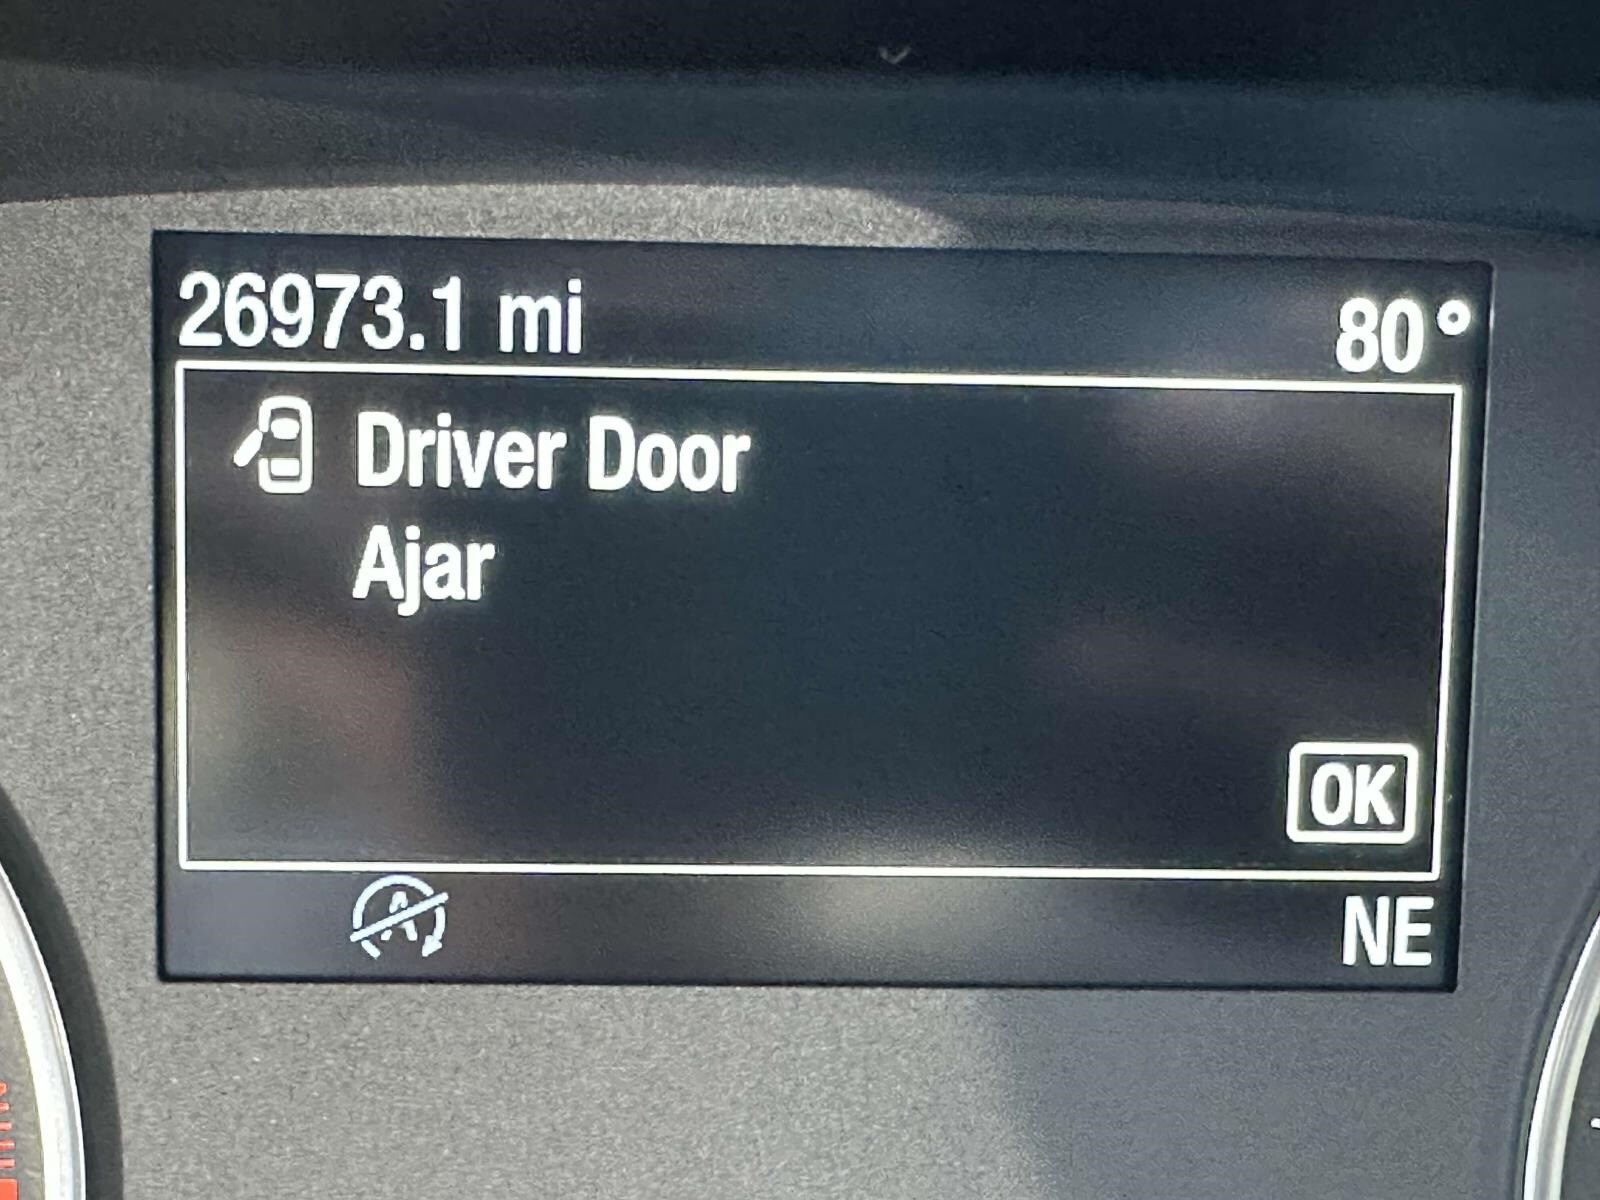 26973.1 mi 80°
Driver Door
Ajar
OK
A
NE